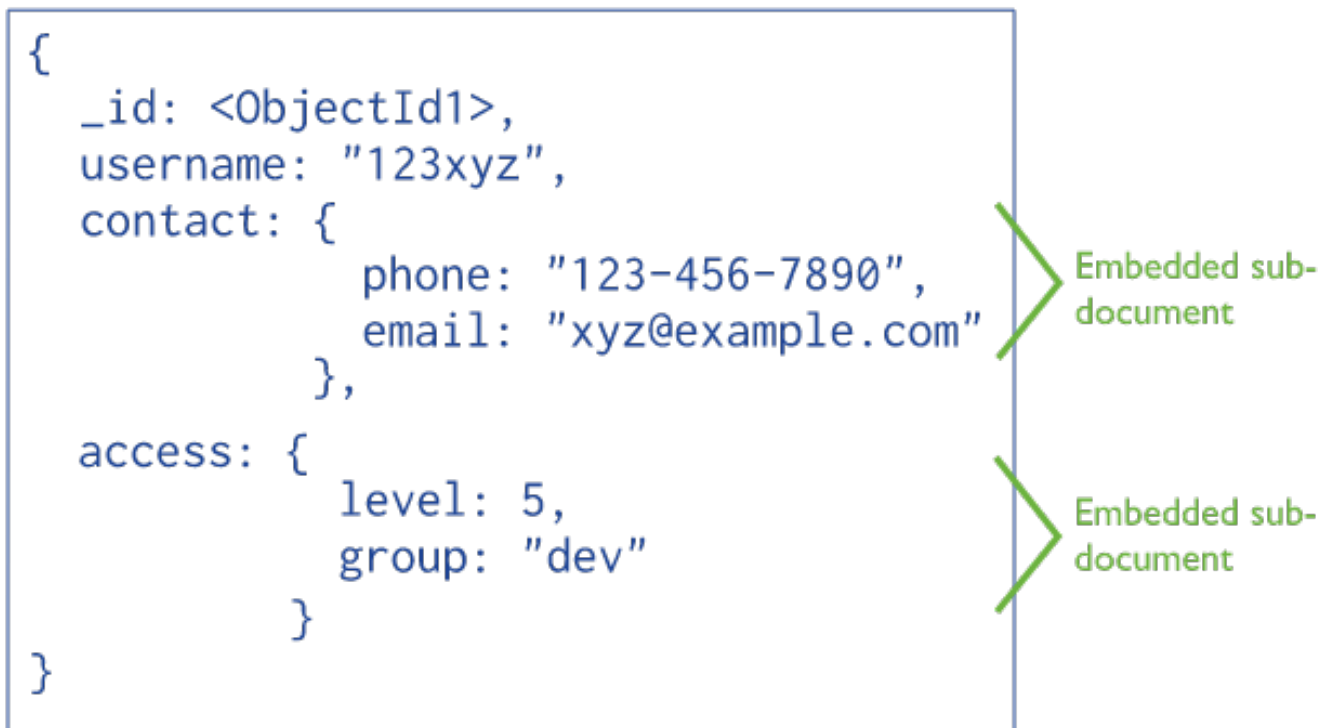 {
_id: <ObjectId1>,
username: "123xyz",
contact: {
phone: "123-456-7890",
email: "xyz@example.com"
},
Embedded sub-
document
access: {
level: 5,
group: "dev"
}
Embedded sub-
document
}